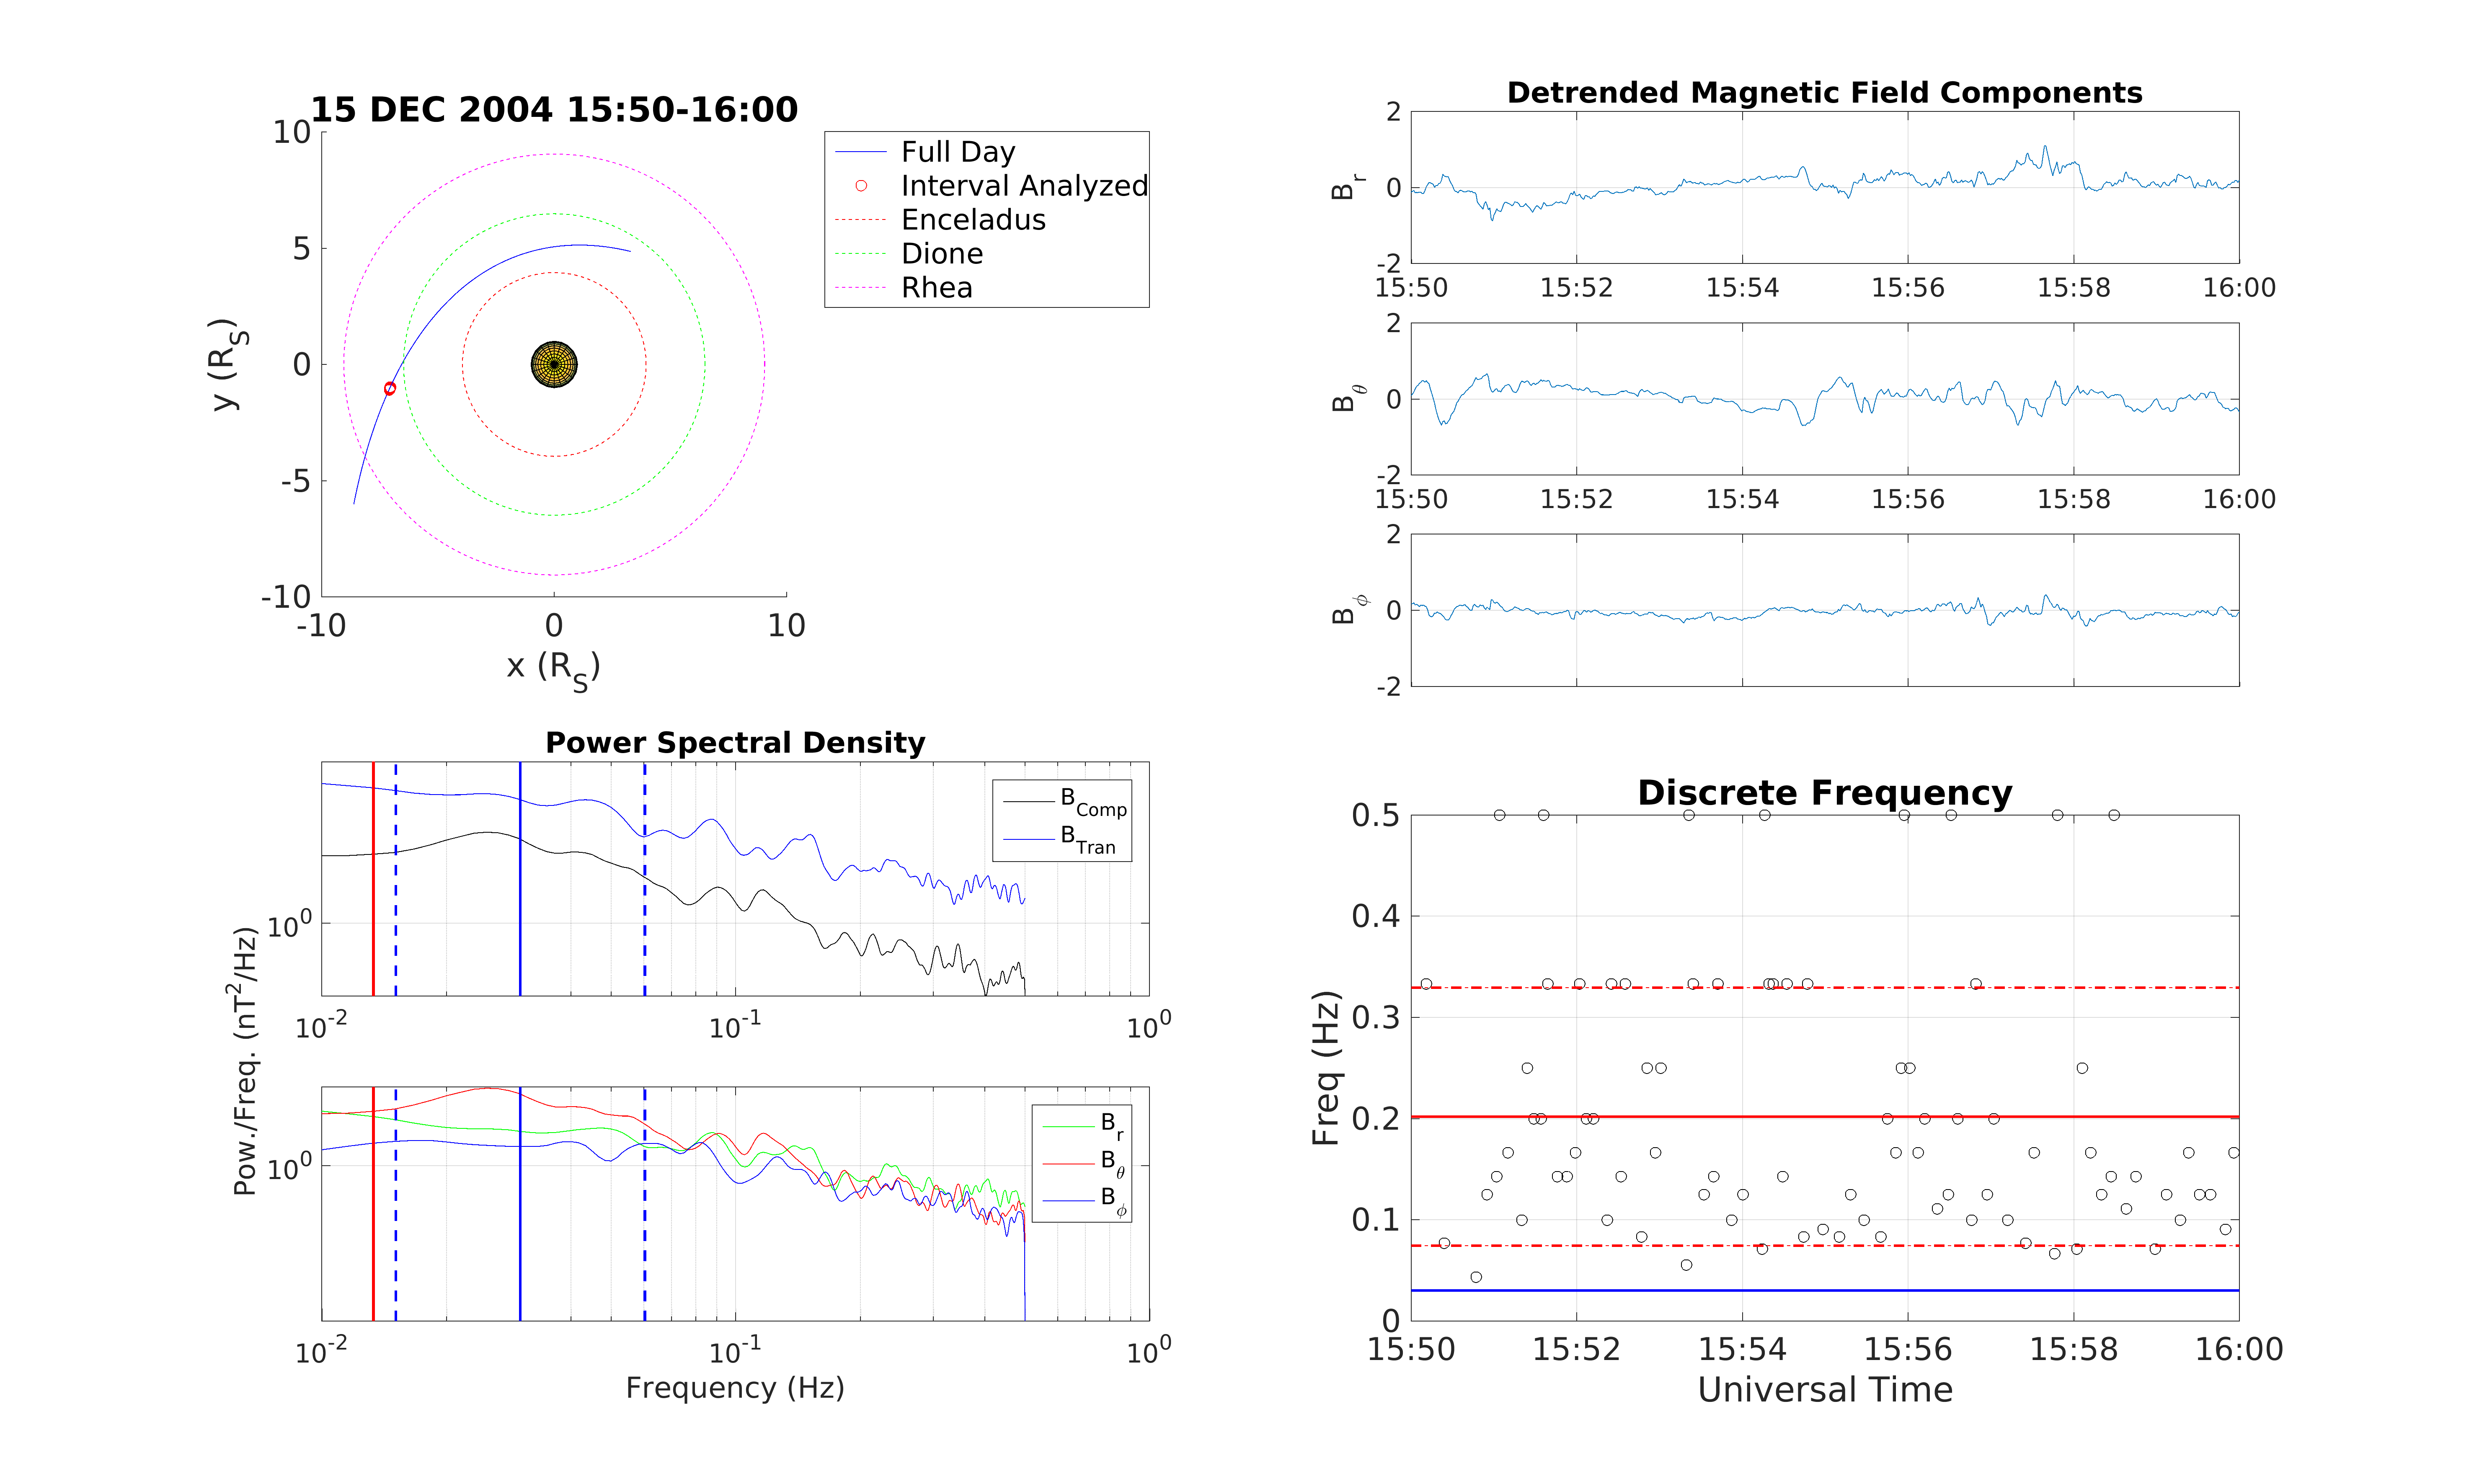 15 DEC 2004 15:50-16:00
10
5
0
-5
-10
-10 0 10
y (R_S)
x (R_S)
Full Day
Interval Analyzed
Enceladus
Dione
Rhea
Detrended Magnetic Field Components
2
0
-2
B_r
15:50 15:52 15:54 15:56 15:58 16:00
2
0
-2
B_θ
15:50 15:52 15:54 15:56 15:58 16:00
2
0
-2
B_ϕ
Power Spectral Density
B_Comp
B_Tran
10^0
10^-2 10^-1 10^0
Pow./Freq. (nT^2/Hz)
B_r
B_θ
B_ϕ
10^0
10^-2 10^-1 10^0
Frequency (Hz)
Discrete Frequency
0.5
0.4
0.3
0.2
0.1
0
Freq (Hz)
15:50 15:52 15:54 15:56 15:58 16:00
Universal Time